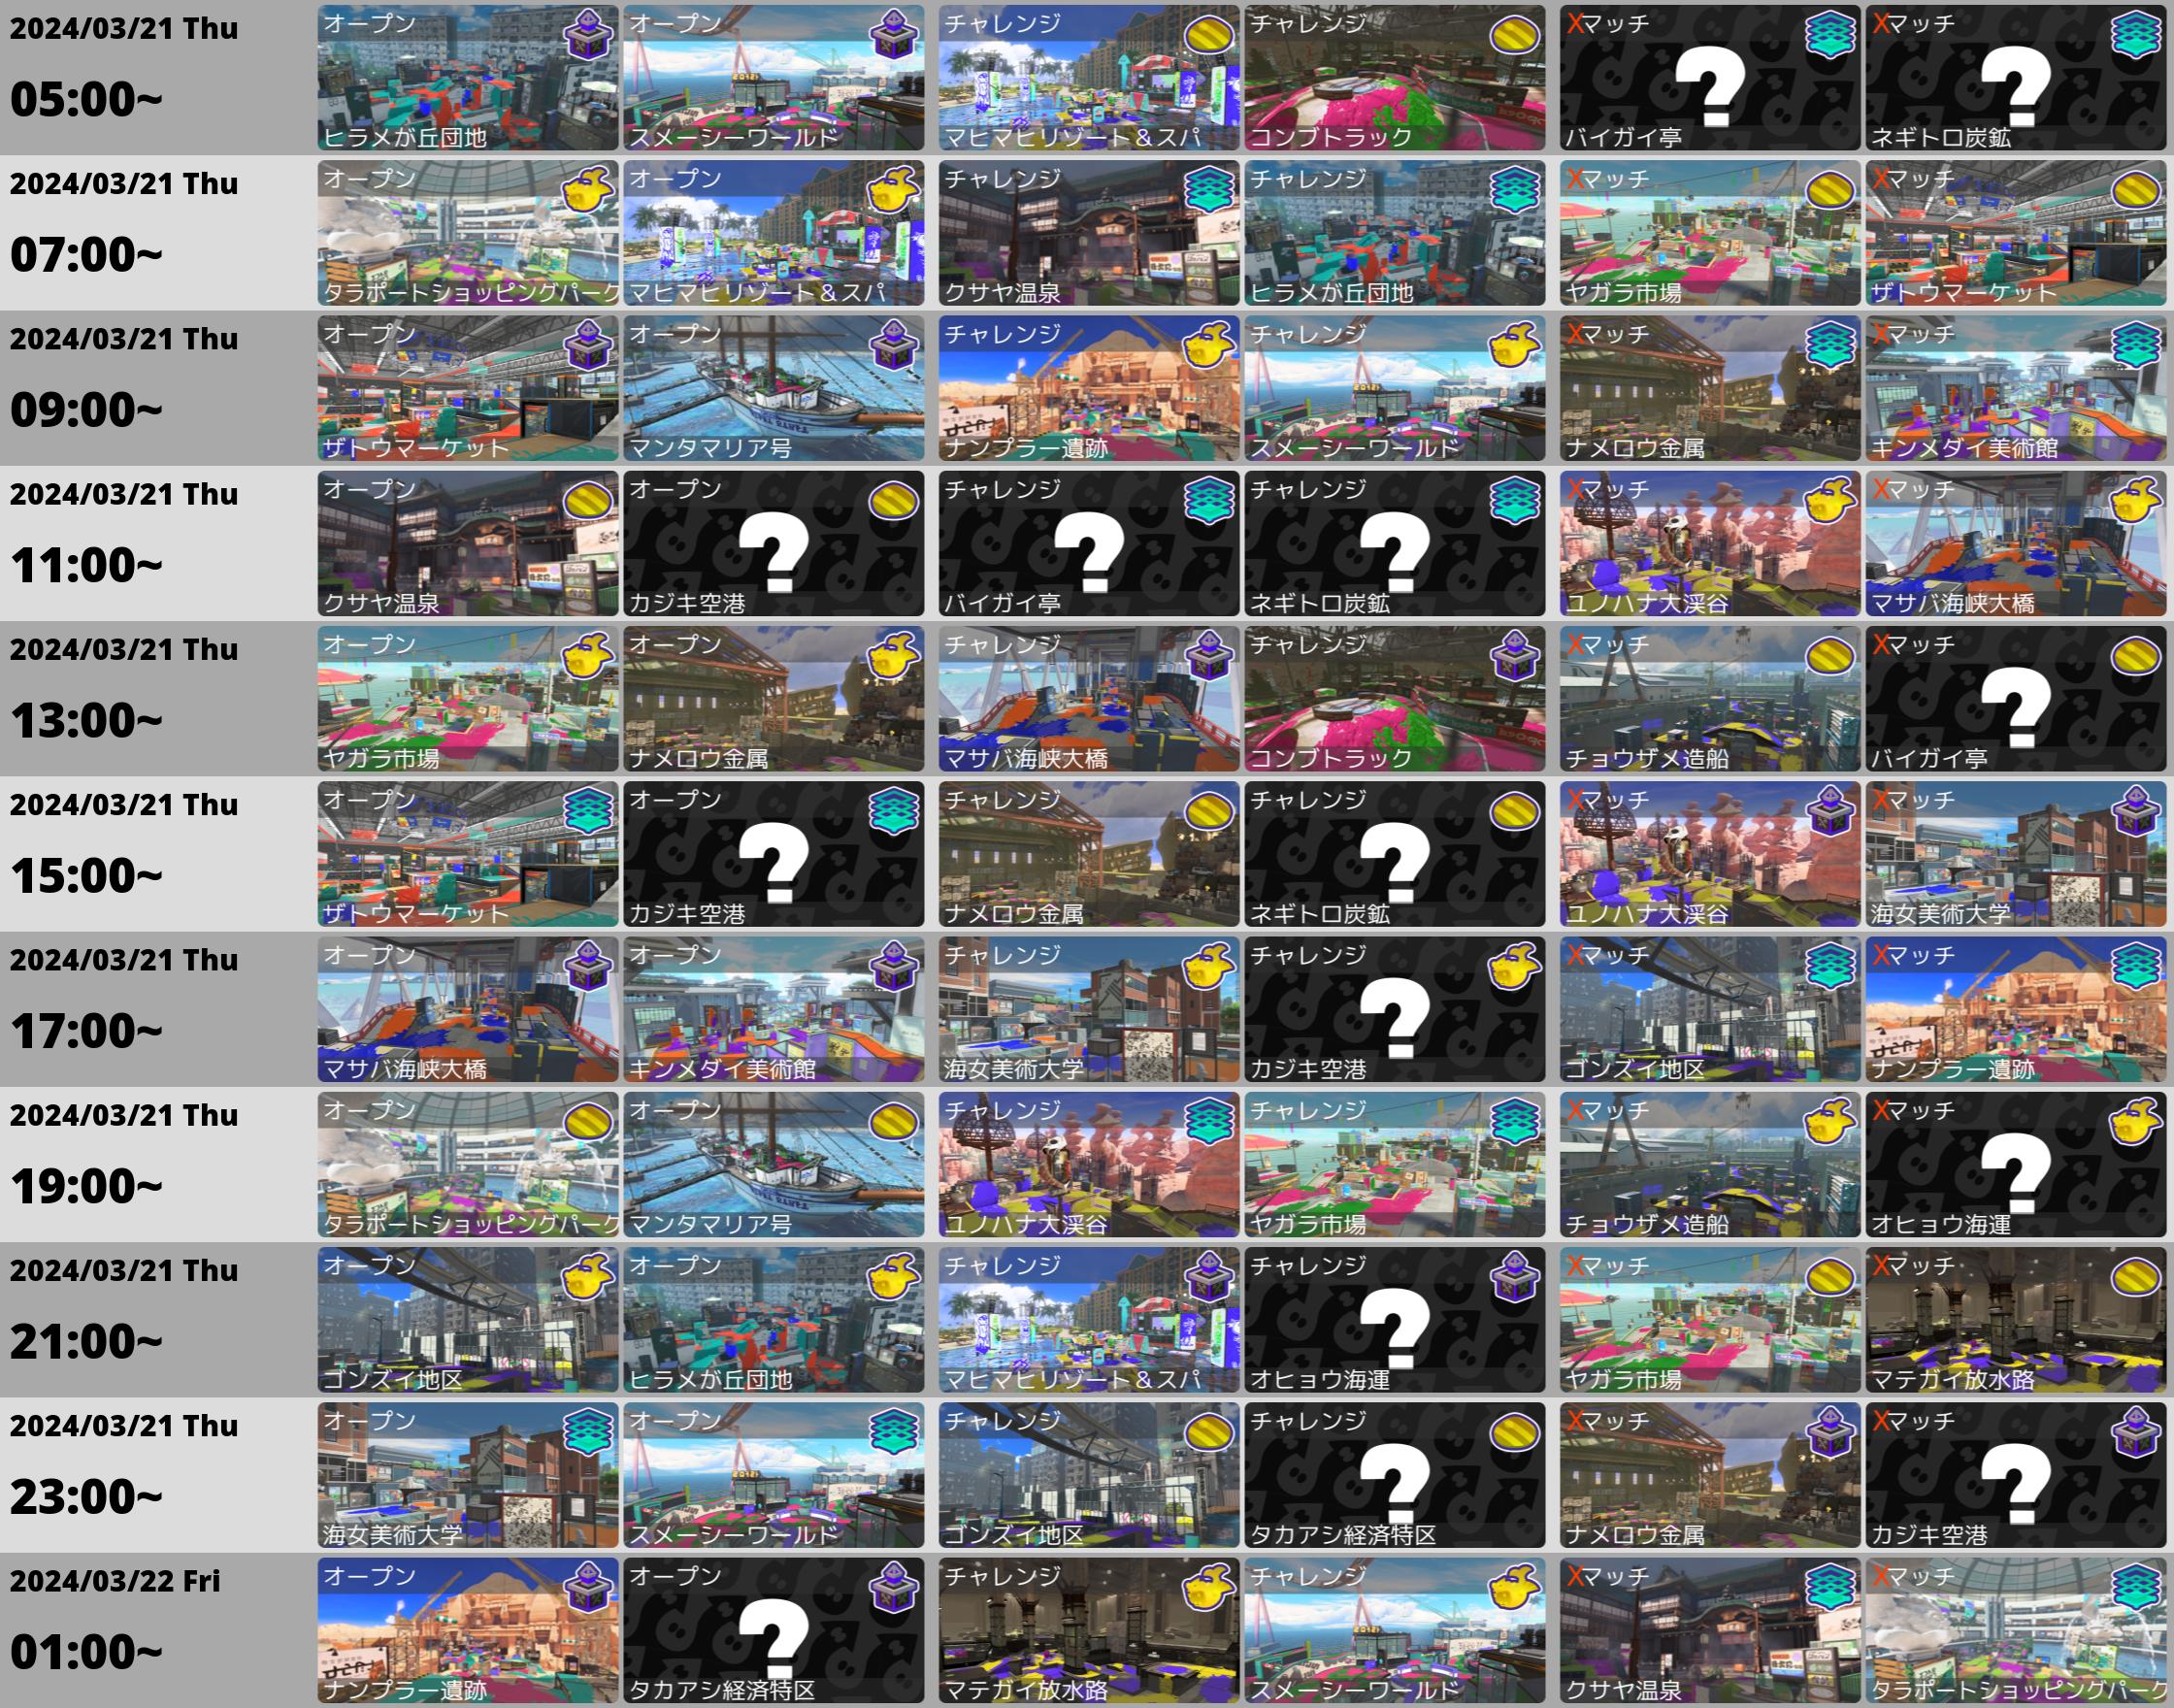 2024/03/21 Thu
05:00~
オープン オープン チャレンジ チャレンジ Xマッチ Xマッチ
ヒラメが丘団地 スメーシーワールド マヒマヒリゾート＆スパ コンブトラック バイガイ亭 ネギトロ炭鉱
2024/03/21 Thu
07:00~
オープン オープン チャレンジ チャレンジ Xマッチ Xマッチ
タラポートショッピングパーク マヒマヒリゾート＆スパ クサヤ温泉 ヒラメが丘団地 ヤガラ市場 ザトウマーケット
2024/03/21 Thu
09:00~
オープン オープン チャレンジ チャレンジ Xマッチ Xマッチ
ザトウマーケット マンタマリア号 ナンプラー遺跡 スメーシーワールド ナメロウ金属 キンメダイ美術館
2024/03/21 Thu
11:00~
オープン オープン チャレンジ チャレンジ Xマッチ Xマッチ
クサヤ温泉 カジキ空港 バイガイ亭 ネギトロ炭鉱 ユノハナ大渓谷 マサバ海峡大橋
2024/03/21 Thu
13:00~
オープン オープン チャレンジ チャレンジ Xマッチ Xマッチ
ヤガラ市場 ナメロウ金属 マサバ海峡大橋 コンブトラック チョウザメ造船 バイガイ亭
2024/03/21 Thu
15:00~
オープン オープン チャレンジ チャレンジ Xマッチ Xマッチ
ザトウマーケット カジキ空港 ナメロウ金属 ネギトロ炭鉱 ユノハナ大渓谷 海女美術大学
2024/03/21 Thu
17:00~
オープン オープン チャレンジ チャレンジ Xマッチ Xマッチ
マサバ海峡大橋 キンメダイ美術館 海女美術大学 カジキ空港 ゴンズイ地区 ナンプラー遺跡
2024/03/21 Thu
19:00~
オープン オープン チャレンジ チャレンジ Xマッチ Xマッチ
タラポートショッピングパーク マンタマリア号 ユノハナ大渓谷 ヤガラ市場 チョウザメ造船 オヒョウ海運
2024/03/21 Thu
21:00~
オープン オープン チャレンジ チャレンジ Xマッチ Xマッチ
ゴンズイ地区 ヒラメが丘団地 マヒマヒリゾート＆スパ オヒョウ海運 ヤガラ市場 マテガイ放水路
2024/03/21 Thu
23:00~
オープン オープン チャレンジ チャレンジ Xマッチ Xマッチ
海女美術大学 スメーシーワールド ゴンズイ地区 タカアシ経済特区 ナメロウ金属 カジキ空港
2024/03/22 Fri
01:00~
オープン オープン チャレンジ チャレンジ Xマッチ Xマッチ
ナンプラー遺跡 タカアシ経済特区 マテガイ放水路 スメーシーワールド クサヤ温泉 タラポートショッピングパーク